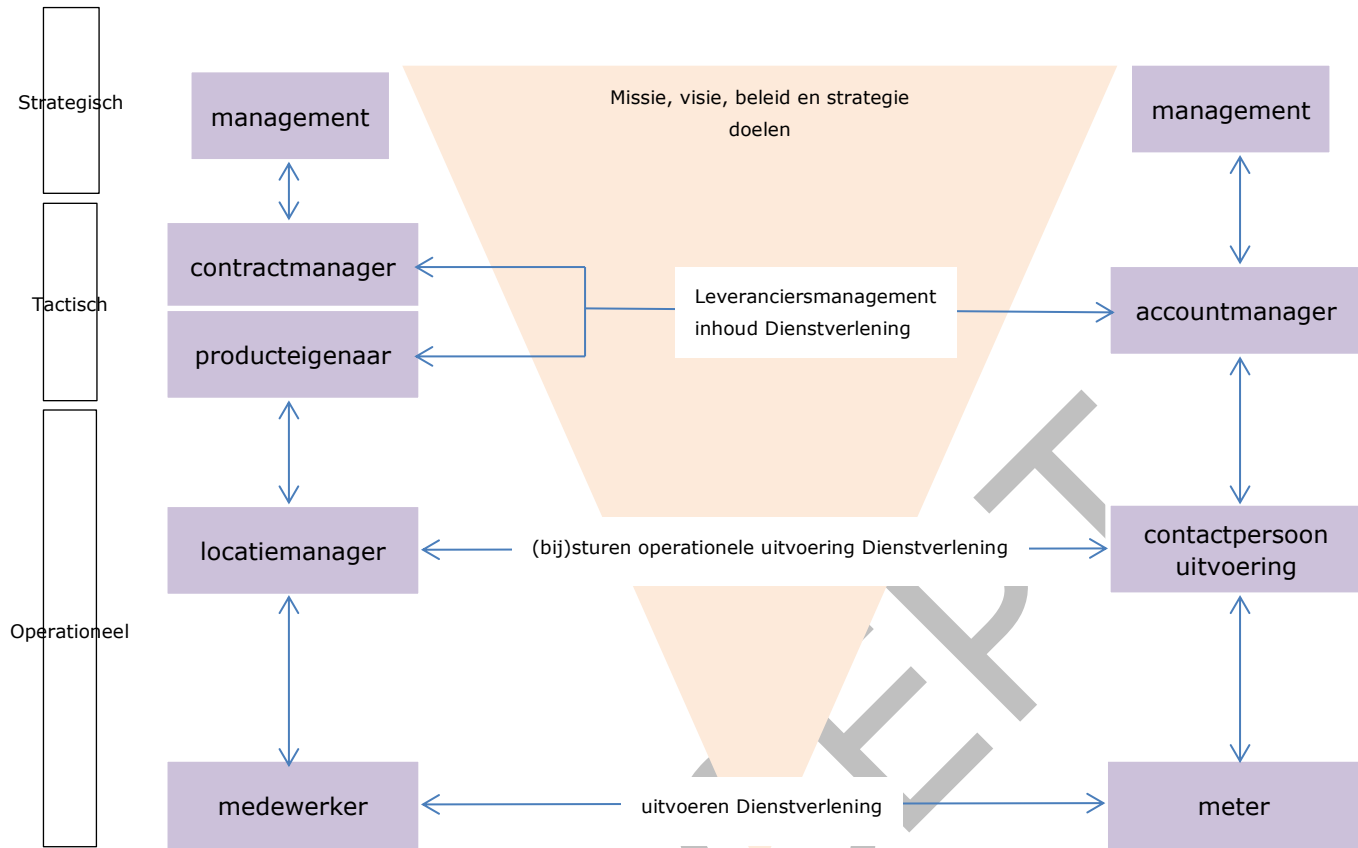 Strategisch
management
Missie, visie, beleid en strategie
doelen
management
Tactisch
contractmanager
producteigenaar
Leveranciersmanagement
inhoud Dienstverlening
accountmanager
Operationeel
locatiemanager
(bij)sturen operationele uitvoering Dienstverlening
contactpersoon
uitvoering
medewerker
uitvoeren Dienstverlening
meter